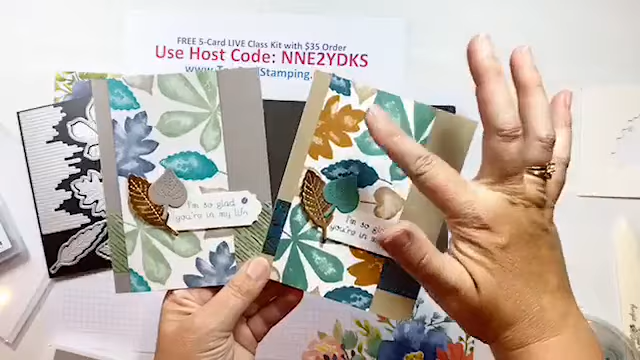 FREE 5-Card LIVE Class Kit with $35 Order
Use Host Code: NNE2YDKS
Stamping.
I'm so glad
you're in my life
I'm so glad
you're in my